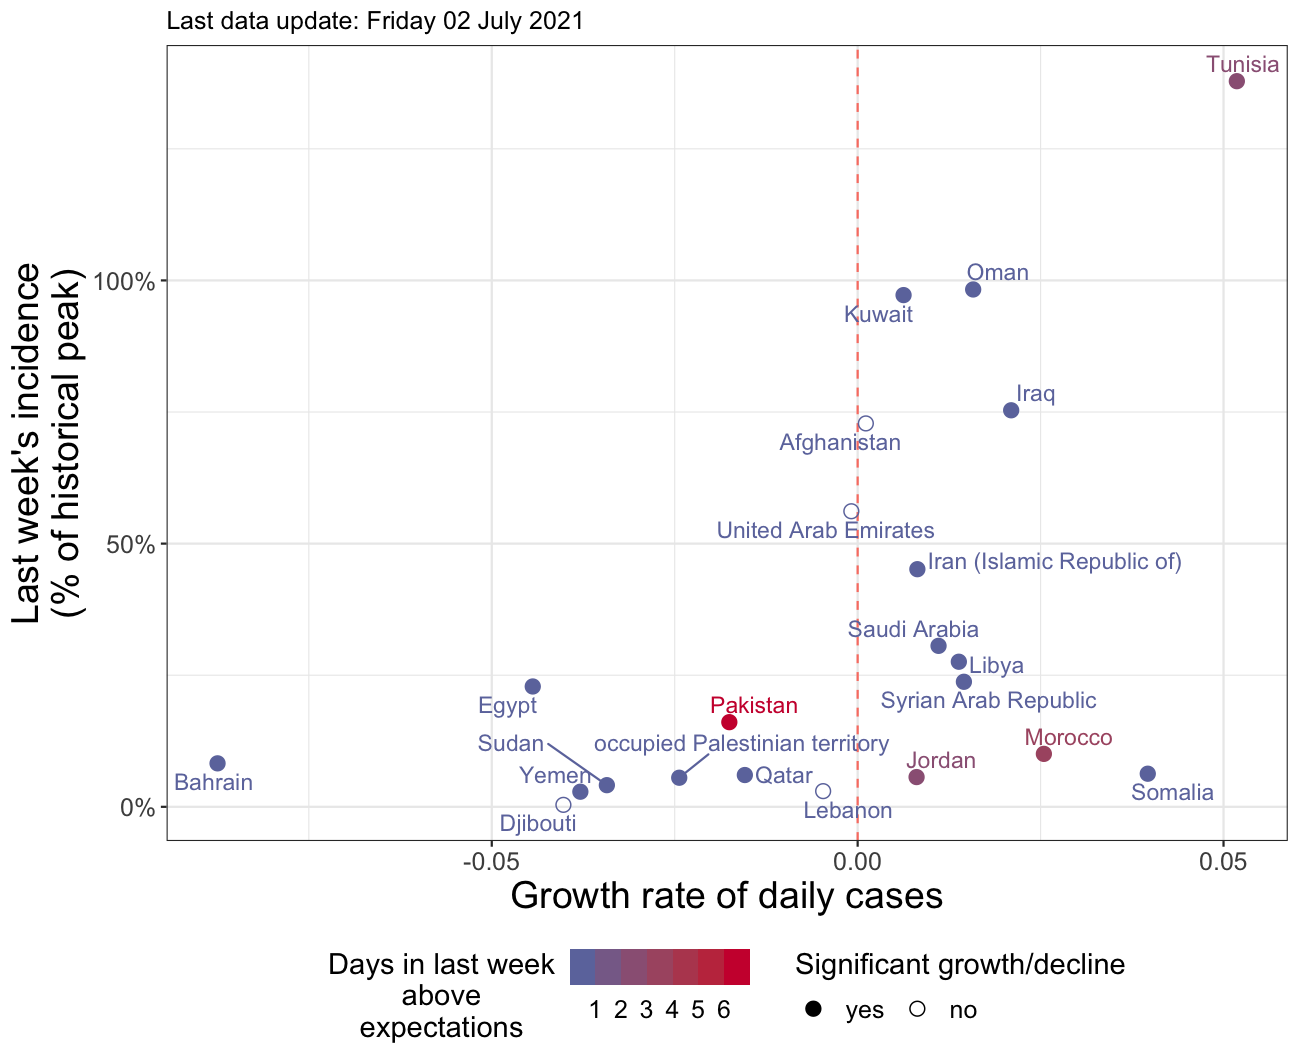 Last data update: Friday 02 July 2021
Tunisia
Oman
Kuwait
Iraq
Afghanistan
United Arab Emirates
Iran (Islamic Republic of)
Saudi Arabia
Libya
Syrian Arab Republic
Egypt
Pakistan
Sudan
occupied Palestinian territory
Morocco
Jordan
Bahrain
Yemen
Qatar
Somalia
Djibouti
Lebanon
100%
50%
0%
Last week's incidence
(% of historical peak)
-0.05
0.00
0.05
Growth rate of daily cases
Days in last week
above
expectations
1 2 3 4 5 6
Significant growth/decline
yes
no